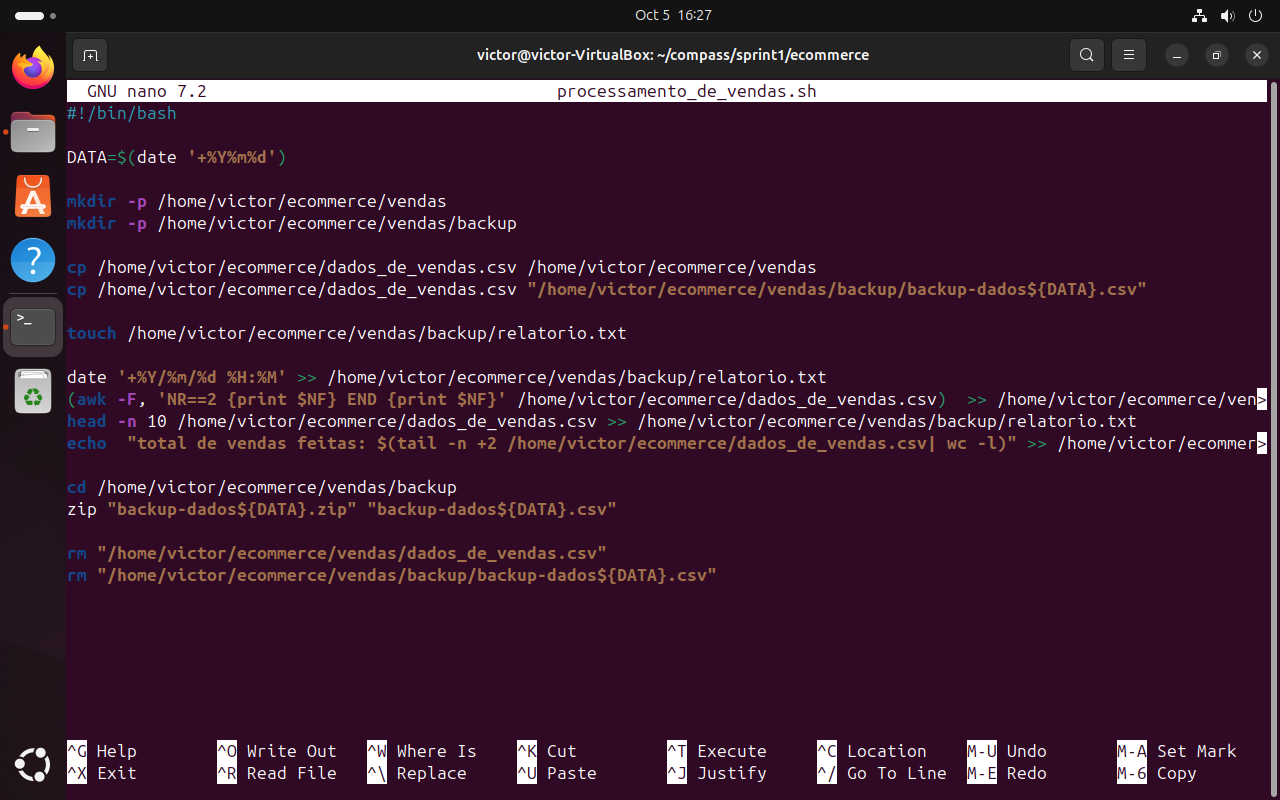 Oct 5 16:27
victor@victor-VirtualBox: ~/compass/sprint1/ecommerce
GNU nano 7.2 processamento_de_vendas.sh
#!/bin/bash
DATA=$(date '+%Y%m%d')
mkdir -p /home/victor/ecommerce/vendas
mkdir -p /home/victor/ecommerce/vendas/backup
cp /home/victor/ecommerce/dados_de_vendas.csv /home/victor/ecommerce/vendas
cp /home/victor/ecommerce/dados_de_vendas.csv "/home/victor/ecommerce/vendas/backup/backup-dados${DATA}.csv"
touch /home/victor/ecommerce/vendas/backup/relatorio.txt
date '+%Y/%m/%d %H:%M' >> /home/victor/ecommerce/vendas/backup/relatorio.txt
(awk -F, 'NR==2 {print $NF} END {print $NF}' /home/victor/ecommerce/dados_de_vendas.csv)  >> /home/victor/ecommerce/ven>
head -n 10 /home/victor/ecommerce/dados_de_vendas.csv >> /home/victor/ecommerce/vendas/backup/relatorio.txt
echo  "total de vendas feitas: $(tail -n +2 /home/victor/ecommerce/dados_de_vendas.csv| wc -l)" >> /home/victor/ecommer>
cd /home/victor/ecommerce/vendas/backup
zip "backup-dados${DATA}.zip" "backup-dados${DATA}.csv"
rm "/home/victor/ecommerce/vendas/dados_de_vendas.csv"
rm "/home/victor/ecommerce/vendas/backup/backup-dados${DATA}.csv"
^G Help ^O Write Out ^W Where Is ^K Cut ^T Execute ^C Location M-U Undo M-A Set Mark
^X Exit ^R Read File ^\ Replace ^U Paste ^J Justify ^/ Go To Line M-E Redo M-6 Copy